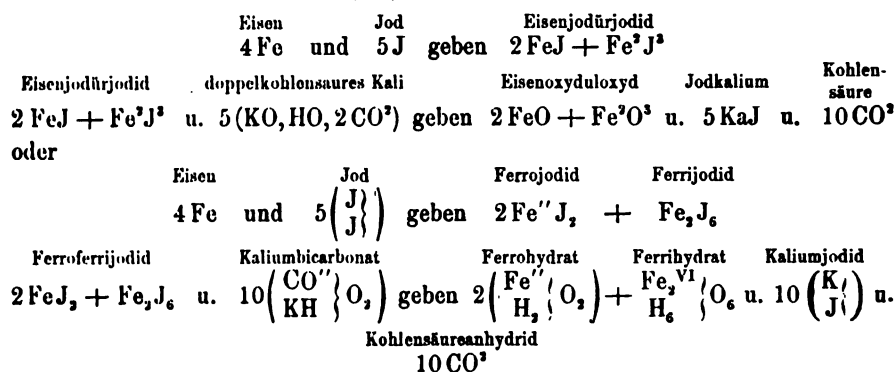 Eisen Jod Eisenjodürjodid
4 Fe und 5 J geben 2 FeJ + Fe²J³
Kohlen-
Eisenjodürjodid doppelkohlensaures Kali Eisenoxyduloxyd Jodkalium säure
2 FeJ + Fe²J³ u. 5 (KO, HO, 2 CO²) geben 2 FeO + Fe²O³ u. 5 KaJ u. 10 CO²
oder
Eisen Jod Ferrojodid Ferrijodid
4 Fe und 5 (J J}) geben 2 Fe″J₂ + Fe₂J₆
Ferroferrijodid Kaliumbicarbonat Ferrohydrat Ferrihydrat Kaliumjodid
2 FeJ₂ + Fe₂J₆ u. 10 (CO″ KH} O₂) geben 2 (Fe″ H₂} O₂) + Fe₂ⱽᴵ H₆} O₆ u. 10 (K J}) u.
Kohlensäureanhydrid
10 CO²